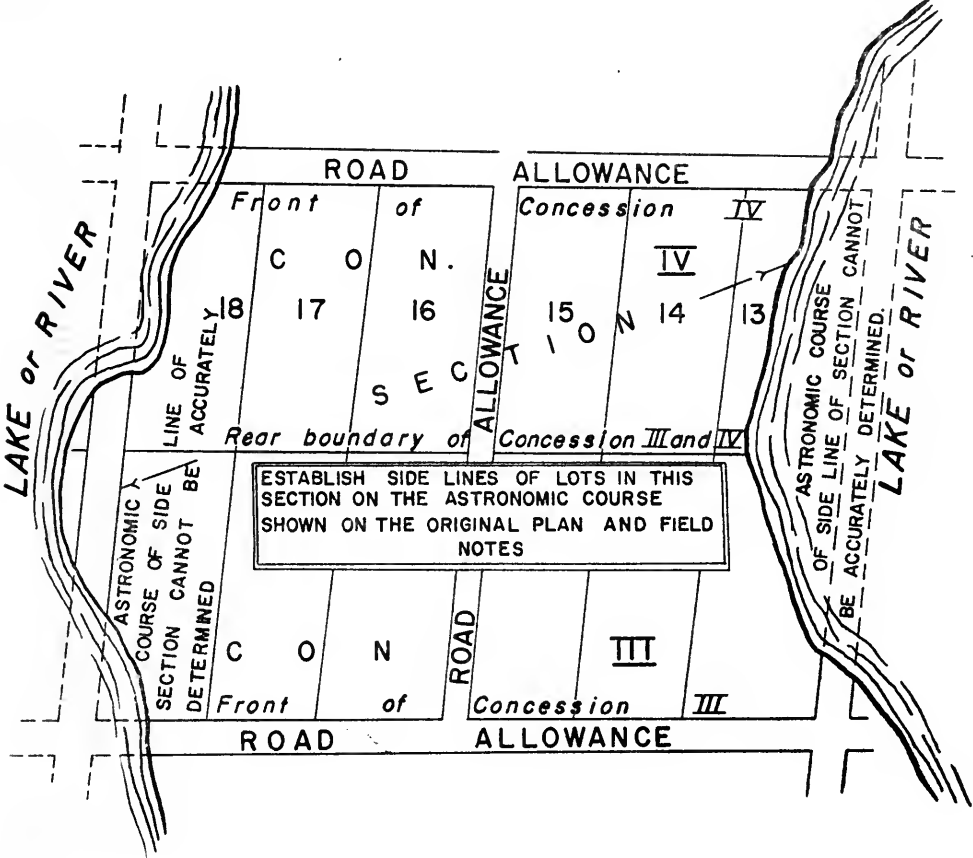 ROAD ALLOWANCE
Front of Concession IV
LAKE or RIVER
CON. IV
18 17 16 15 14 13
SECTION
ALLOWANCE
LINE OF
ACCURATELY
Rear boundary of Concession III and IV
ESTABLISH SIDE LINES OF LOTS IN THIS
SECTION ON THE ASTRONOMIC COURSE
SHOWN ON THE ORIGINAL PLAN AND FIELD
NOTES
ASTRONOMIC
COURSE OF SIDE
SECTION CANNOT BE
DETERMINED
ASTRONOMIC COURSE
OF SIDE LINE OF SECTION CANNOT
BE ACCURATELY DETERMINED.
LAKE or RIVER
CON III
ROAD
Front of Concession III
ROAD ALLOWANCE